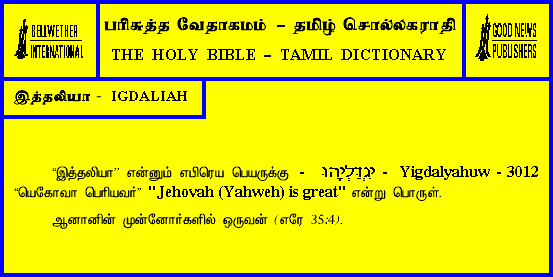 BELLWETHER
INTERNATIONAL
பரிசுத்த வேதாகமம் – தமிழ் சொல்லகராதி
THE HOLY BIBLE – TAMIL DICTIONARY
GOOD NEWS
PUBLISHERS
இத்தலியா - IGDALIAH
“இத்தலியா” என்னும் எபிரெய பெயருக்கு - יִגְדַּלְיָהוּ - Yigdalyahuw - 3012
“யெகோவா பெரியவர்” "Jehovah (Yahweh) is great" என்று பொருள்.
ஆனானின் முன்னோர்களில் ஒருவன் (எரே 35:4).